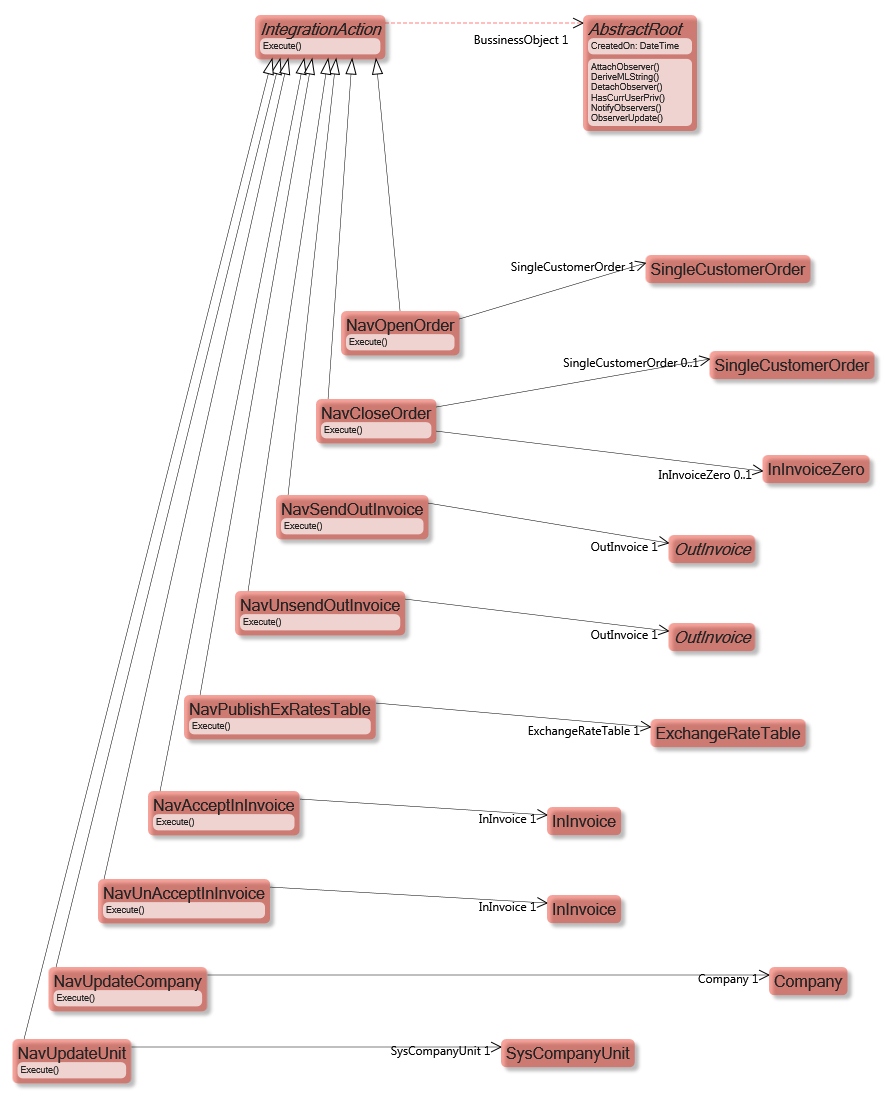 IntegrationAction
Execute()
BussinessObject 1
AbstractRoot
CreatedOn: DateTime
AttachObserver()
DeriveMLString()
DetachObserver()
HasCurrUserPriv()
NotifyObservers()
ObserverUpdate()
SingleCustomerOrder 1
SingleCustomerOrder
NavOpenOrder
Execute()
SingleCustomerOrder 0..1
SingleCustomerOrder
NavCloseOrder
Execute()
InInvoiceZero 0..1
InInvoiceZero
NavSendOutInvoice
Execute()
OutInvoice 1
OutInvoice
NavUnsendOutInvoice
Execute()
OutInvoice 1
OutInvoice
NavPublishExRatesTable
Execute()
ExchangeRateTable 1
ExchangeRateTable
NavAcceptInInvoice
Execute()
InInvoice 1
InInvoice
NavUnAcceptInInvoice
Execute()
InInvoice 1
InInvoice
NavUpdateCompany
Execute()
Company 1
Company
NavUpdateUnit
Execute()
SysCompanyUnit 1
SysCompanyUnit